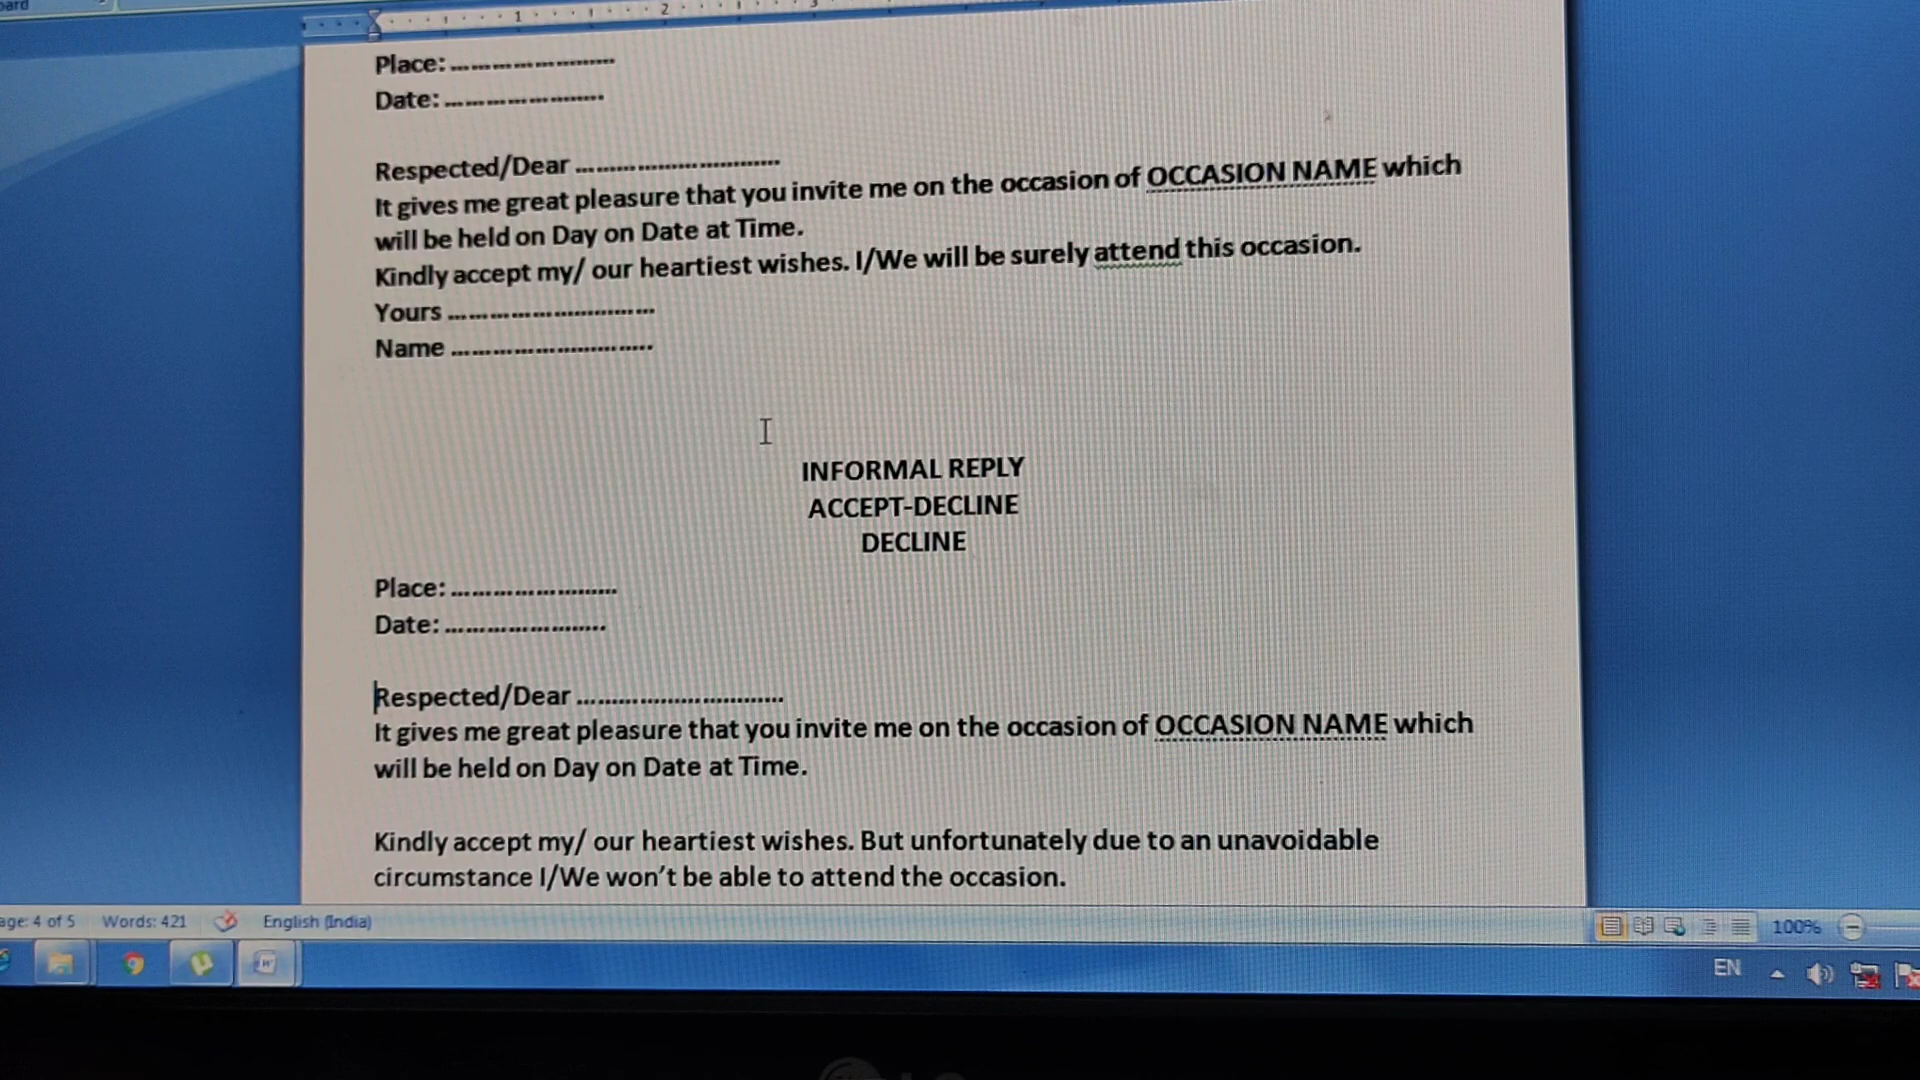 1 2 3
Place: ..........................
Date: .........................
Respected/Dear ................................
It gives me great pleasure that you invite me on the occasion of OCCASION NAME which
will be held on Day on Date at Time.
Kindly accept my/ our heartiest wishes. I/We will be surely attend this occasion.
Yours ................................
Name ...............................
INFORMAL REPLY
ACCEPT-DECLINE
DECLINE
Place: ..........................
Date: .........................
Respected/Dear ................................
It gives me great pleasure that you invite me on the occasion of OCCASION NAME which
will be held on Day on Date at Time.
Kindly accept my/ our heartiest wishes. But unfortunately due to an unavoidable
circumstance I/We won't be able to attend the occasion.
age: 4 of 5 Words: 421 English (India) 100%
EN